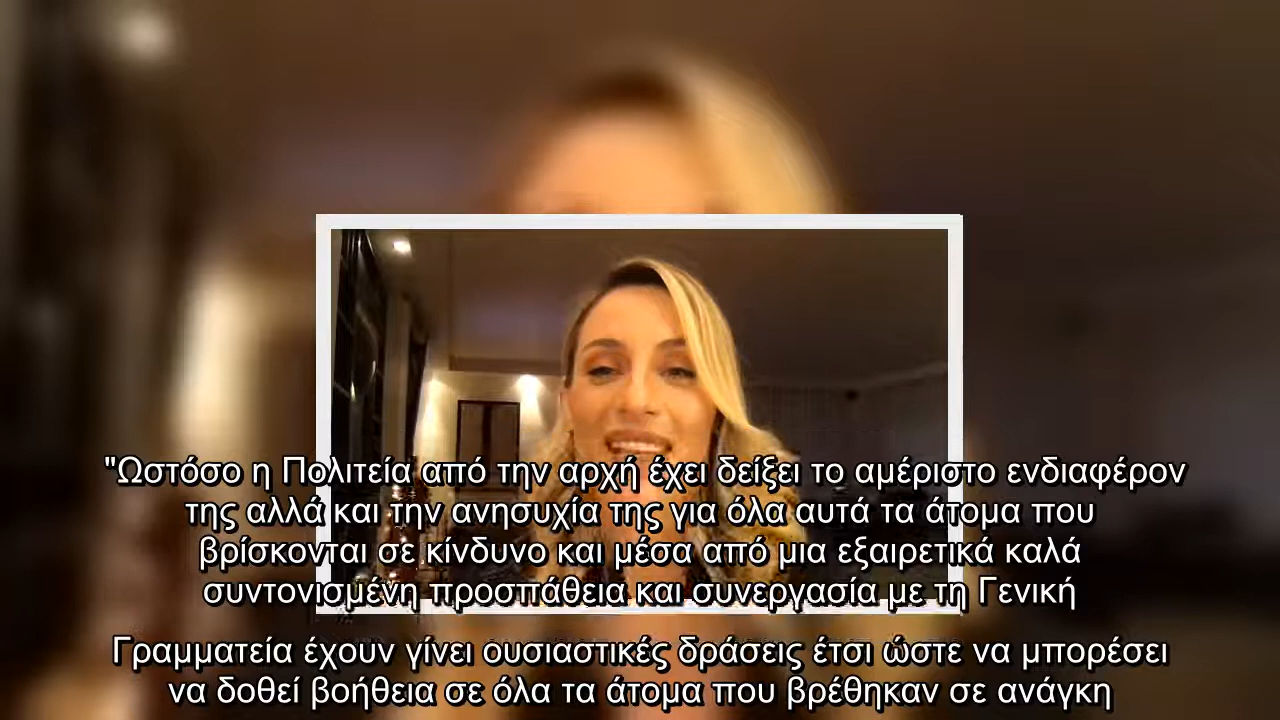 "Ωστόσο η Πολιτεία από την αρχή έχει δείξει το αμέριστο ενδιαφέρον
της αλλά και την ανησυχία της για όλα αυτά τα άτομα που
βρίσκονται σε κίνδυνο και μέσα από μια εξαιρετικά καλά
συντονισμένη προσπάθεια και συνεργασία με τη Γενική
Γραμματεία έχουν γίνει ουσιαστικές δράσεις έτσι ώστε να μπορέσει
να δοθεί βοήθεια σε όλα τα άτομα που βρέθηκαν σε ανάγκη